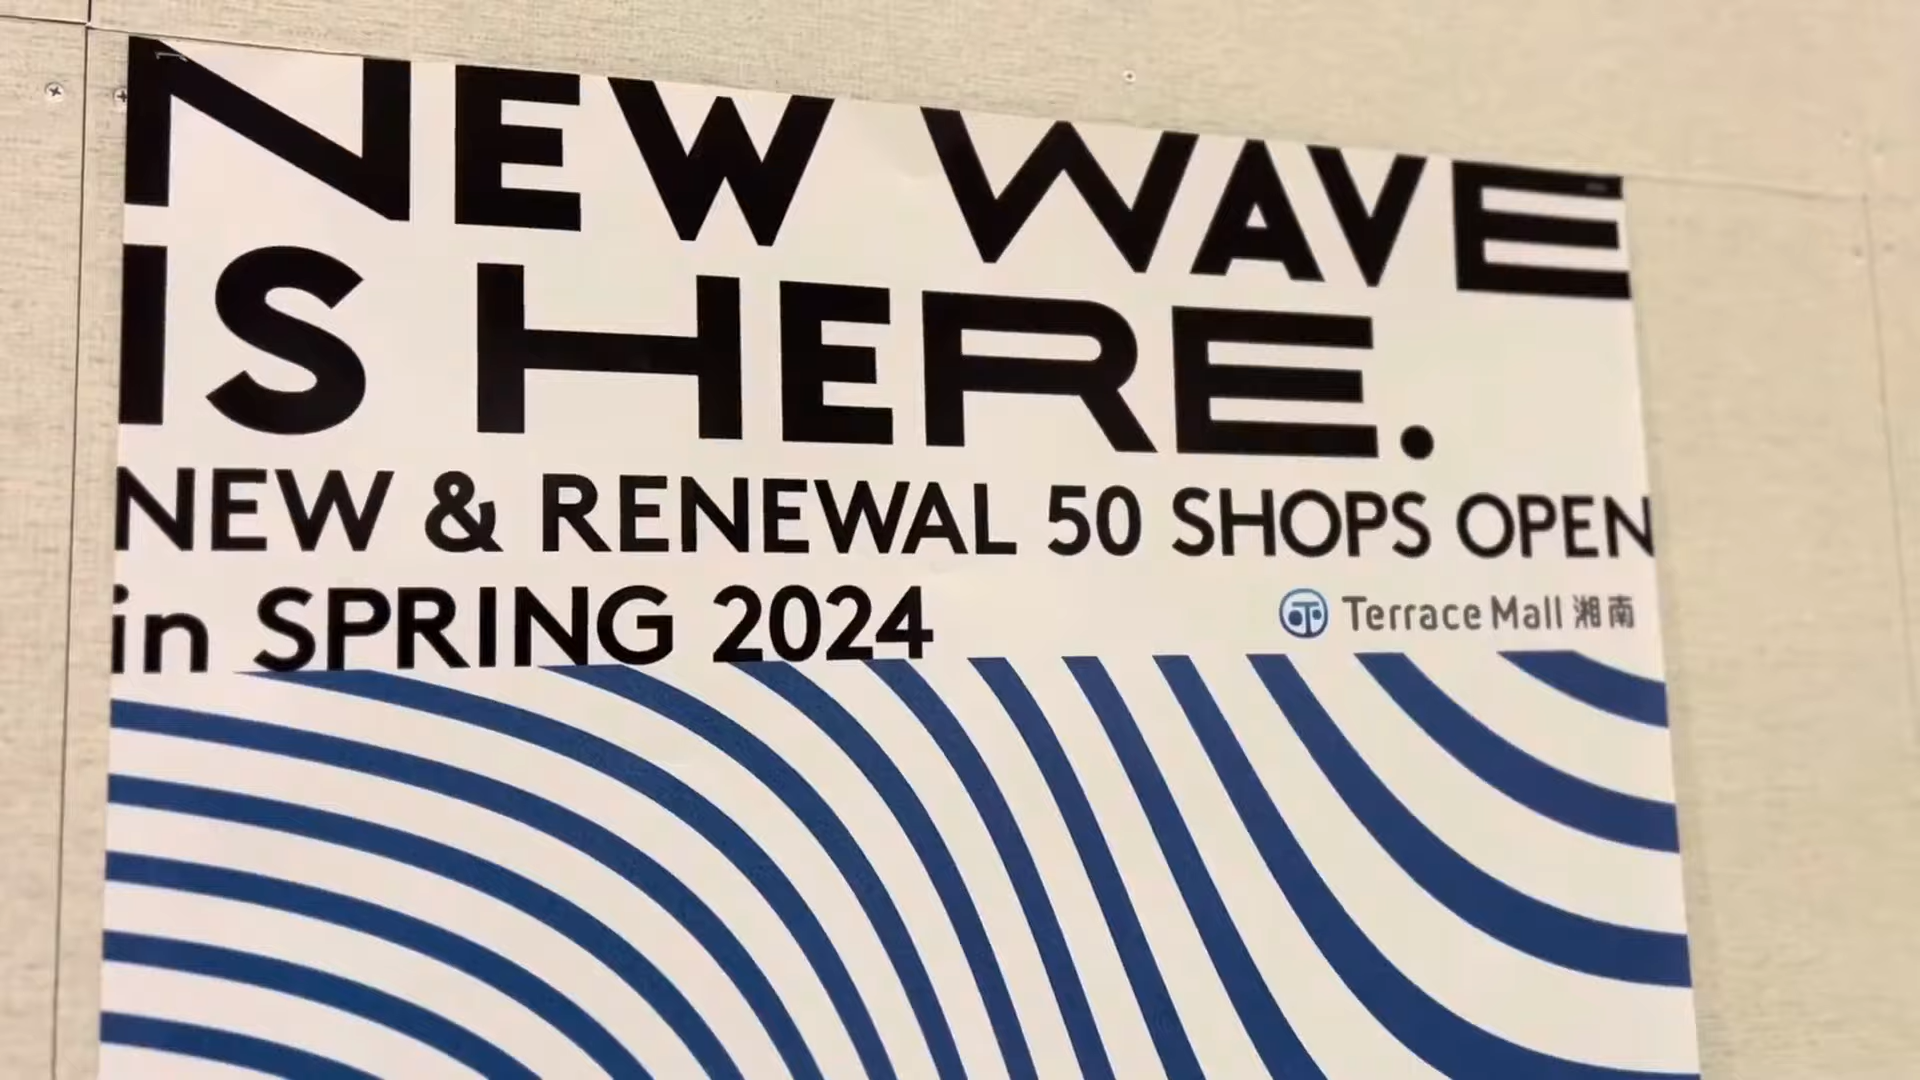 NEW WAVE
IS HERE.
NEW & RENEWAL 50 SHOPS OPEN
in SPRING 2024
Terrace Mall 湘南